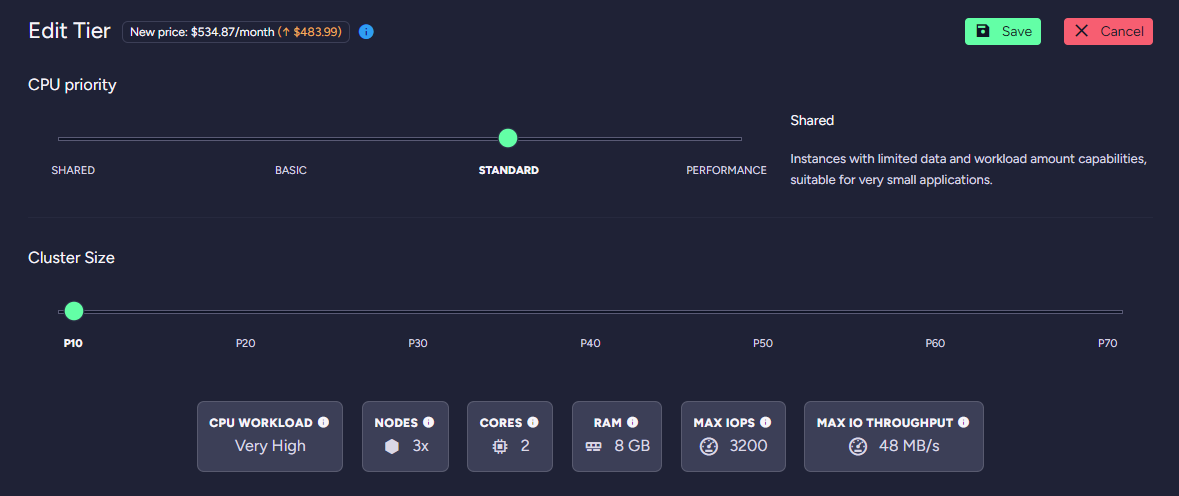 Edit Tier
New price: $534.87/month (↑ $483.99)
Save
Cancel
CPU priority
Shared
Instances with limited data and workload amount capabilities,
suitable for very small applications.
SHARED BASIC STANDARD PERFORMANCE
Cluster Size
P10 P20 P30 P40 P50 P60 P70
CPU WORKLOAD
Very High
NODES
3x
CORES
2
RAM
8 GB
MAX IOPS
3200
MAX IO THROUGHPUT
48 MB/s